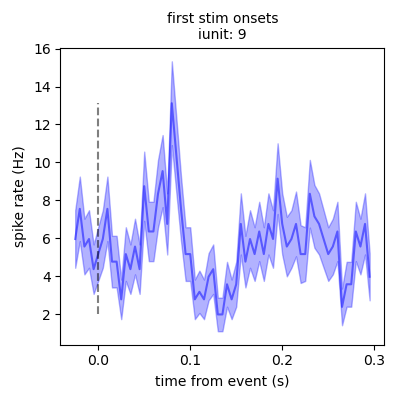 first stim onsets
iunit: 9
spike rate (Hz)
16
14
12
10
8
6
4
2
0.0 0.1 0.2 0.3
time from event (s)